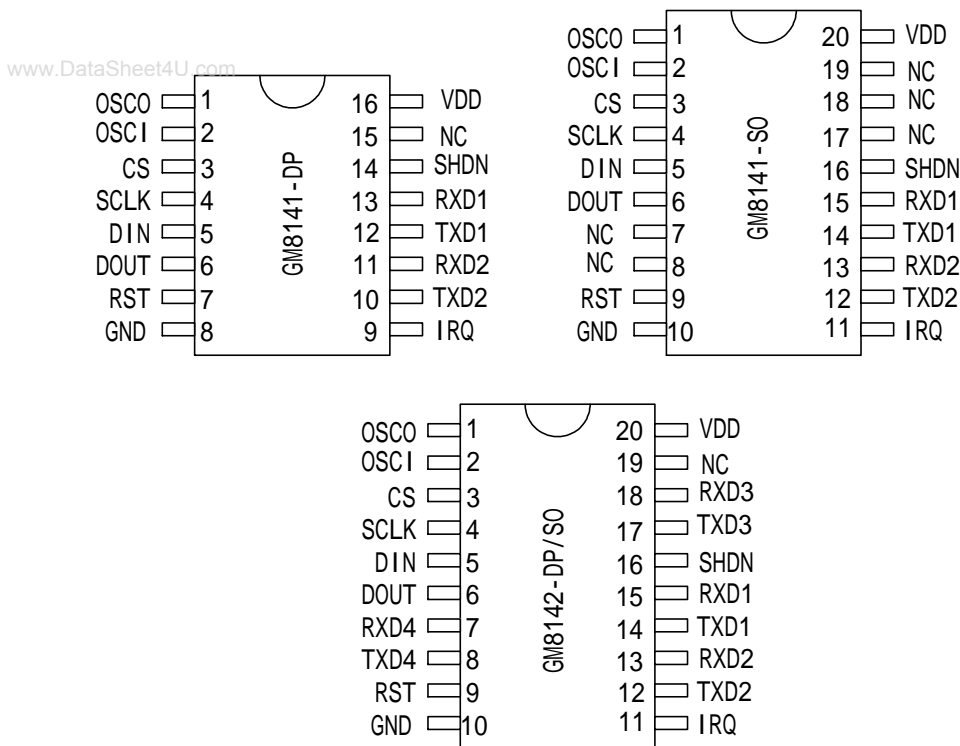 www.DataSheet4U.com
OSCO 1 16 VDD
OSCI 2 15 NC
CS 3 14 SHDN
SCLK 4 13 RXD1
DIN 5 12 TXD1
DOUT 6 11 RXD2
RST 7 10 TXD2
GND 8 9 IRQ
GM8141-DP
OSCO 1 20 VDD
OSCI 2 19 NC
CS 3 18 NC
SCLK 4 17 NC
DIN 5 16 SHDN
DOUT 6 15 RXD1
NC 7 14 TXD1
NC 8 13 RXD2
RST 9 12 TXD2
GND 10 11 IRQ
GM8141-SO
OSCO 1 20 VDD
OSCI 2 19 NC
CS 3 18 RXD3
SCLK 4 17 TXD3
DIN 5 16 SHDN
DOUT 6 15 RXD1
RXD4 7 14 TXD1
TXD4 8 13 RXD2
RST 9 12 TXD2
GND 10 11 IRQ
GM8142-DP/SO